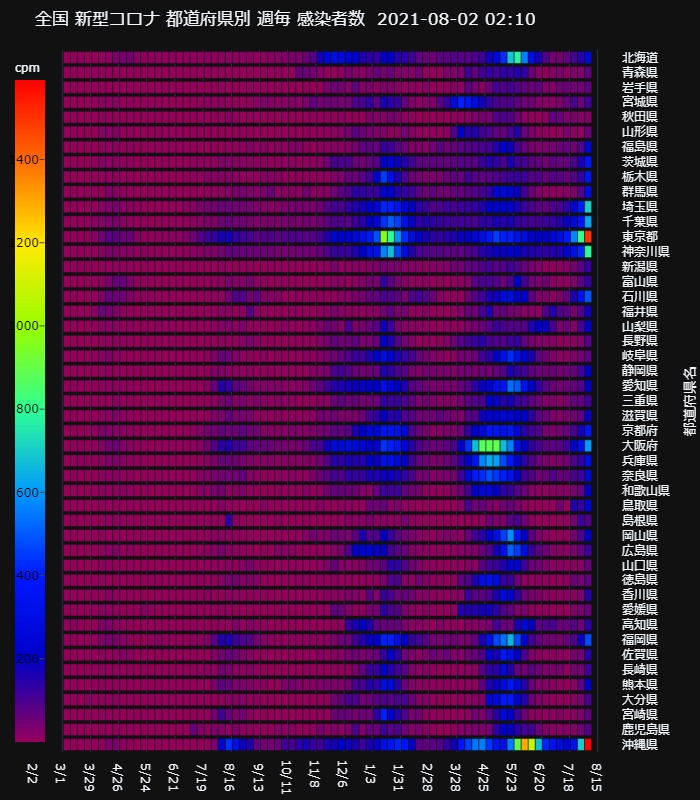 全国 新型コロナ 都道府県別 週毎 感染者数 2021-08-02 02:10
cpm
1400
1200
1000
800
600
400
200
北海道
青森県
岩手県
宮城県
秋田県
山形県
福島県
茨城県
栃木県
群馬県
埼玉県
千葉県
東京都
神奈川県
新潟県
富山県
石川県
福井県
山梨県
長野県
岐阜県
静岡県
愛知県
三重県
滋賀県
京都府
大阪府
兵庫県
奈良県
和歌山県
鳥取県
島根県
岡山県
広島県
山口県
徳島県
香川県
愛媛県
高知県
福岡県
佐賀県
長崎県
熊本県
大分県
宮崎県
鹿児島県
沖縄県
都道府県名
2/2 3/1 3/29 4/26 5/24 6/21 7/19 8/16 9/13 10/11 11/8 12/6 1/3 1/31 2/28 3/28 4/25 5/23 6/20 7/18 8/15